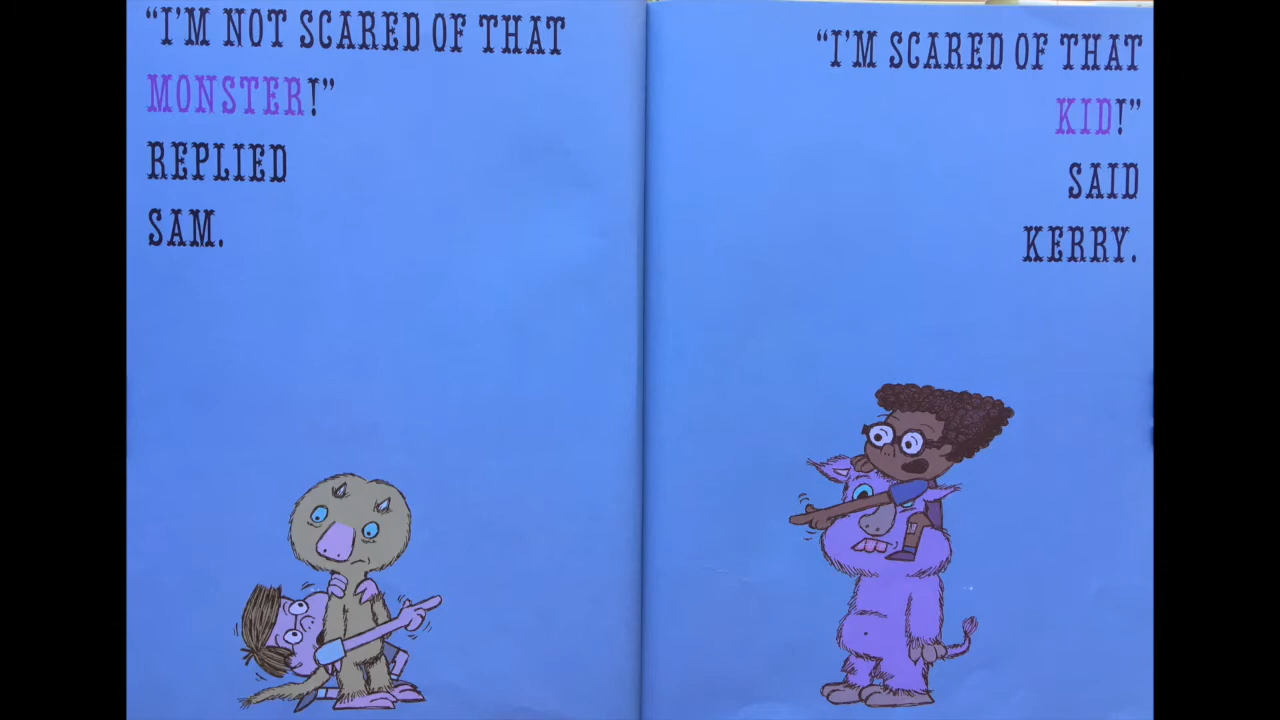 “I’M NOT SCARED OF THAT
MONSTER!”
REPLIED
SAM.
“I’M SCARED OF THAT
KID!”
SAID
KERRY.